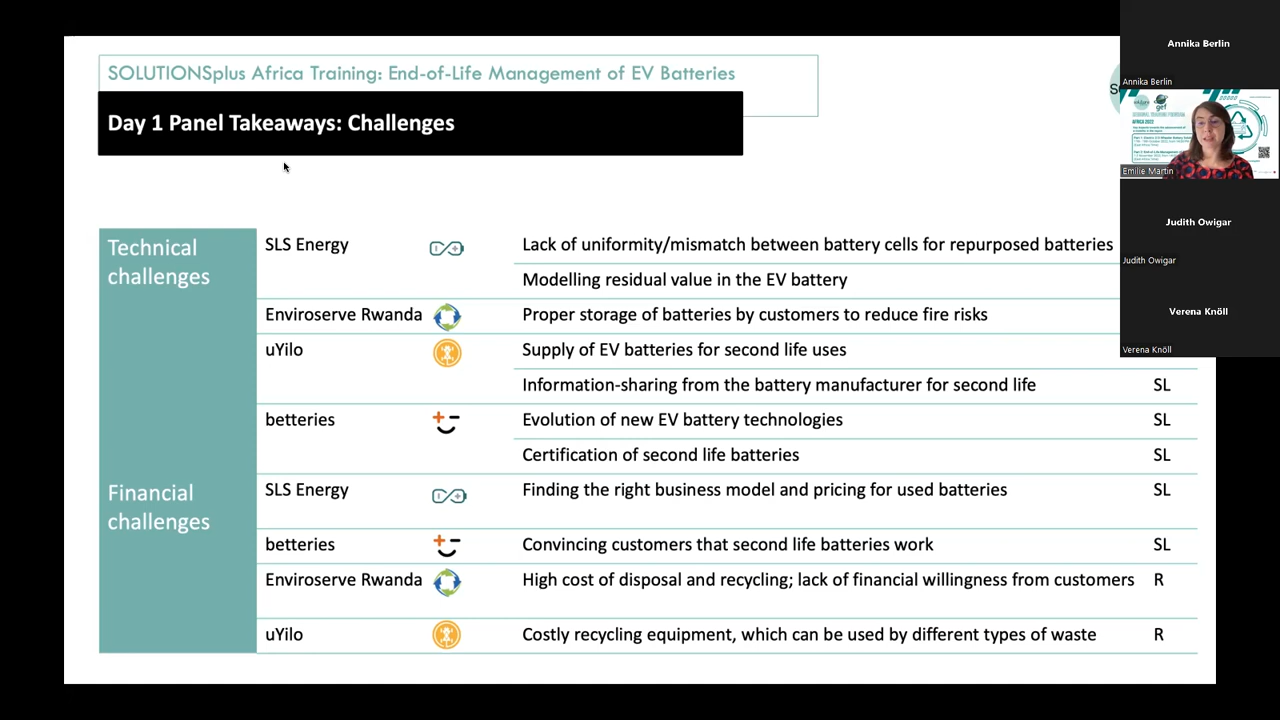 SOLUTIONSplus Africa Training: End-of-Life Management of EV Batteries
Day 1 Panel Takeaways: Challenges
Technical challenges
SLS Energy
Lack of uniformity/mismatch between battery cells for repurposed batteries
Modelling residual value in the EV battery
Enviroserve Rwanda
Proper storage of batteries by customers to reduce fire risks
uYilo
Supply of EV batteries for second life uses
Information-sharing from the battery manufacturer for second life SL
betteries
Evolution of new EV battery technologies SL
Certification of second life batteries SL
Financial challenges
SLS Energy
Finding the right business model and pricing for used batteries SL
betteries
Convincing customers that second life batteries work SL
Enviroserve Rwanda
High cost of disposal and recycling; lack of financial willingness from customers R
uYilo
Costly recycling equipment, which can be used by different types of waste R
Annika Berlin
Annika Berlin
gef
AFRICA 2022
Emilie Martin
Judith Owigar
Judith Owigar
Verena Knöll
Verena Knöll